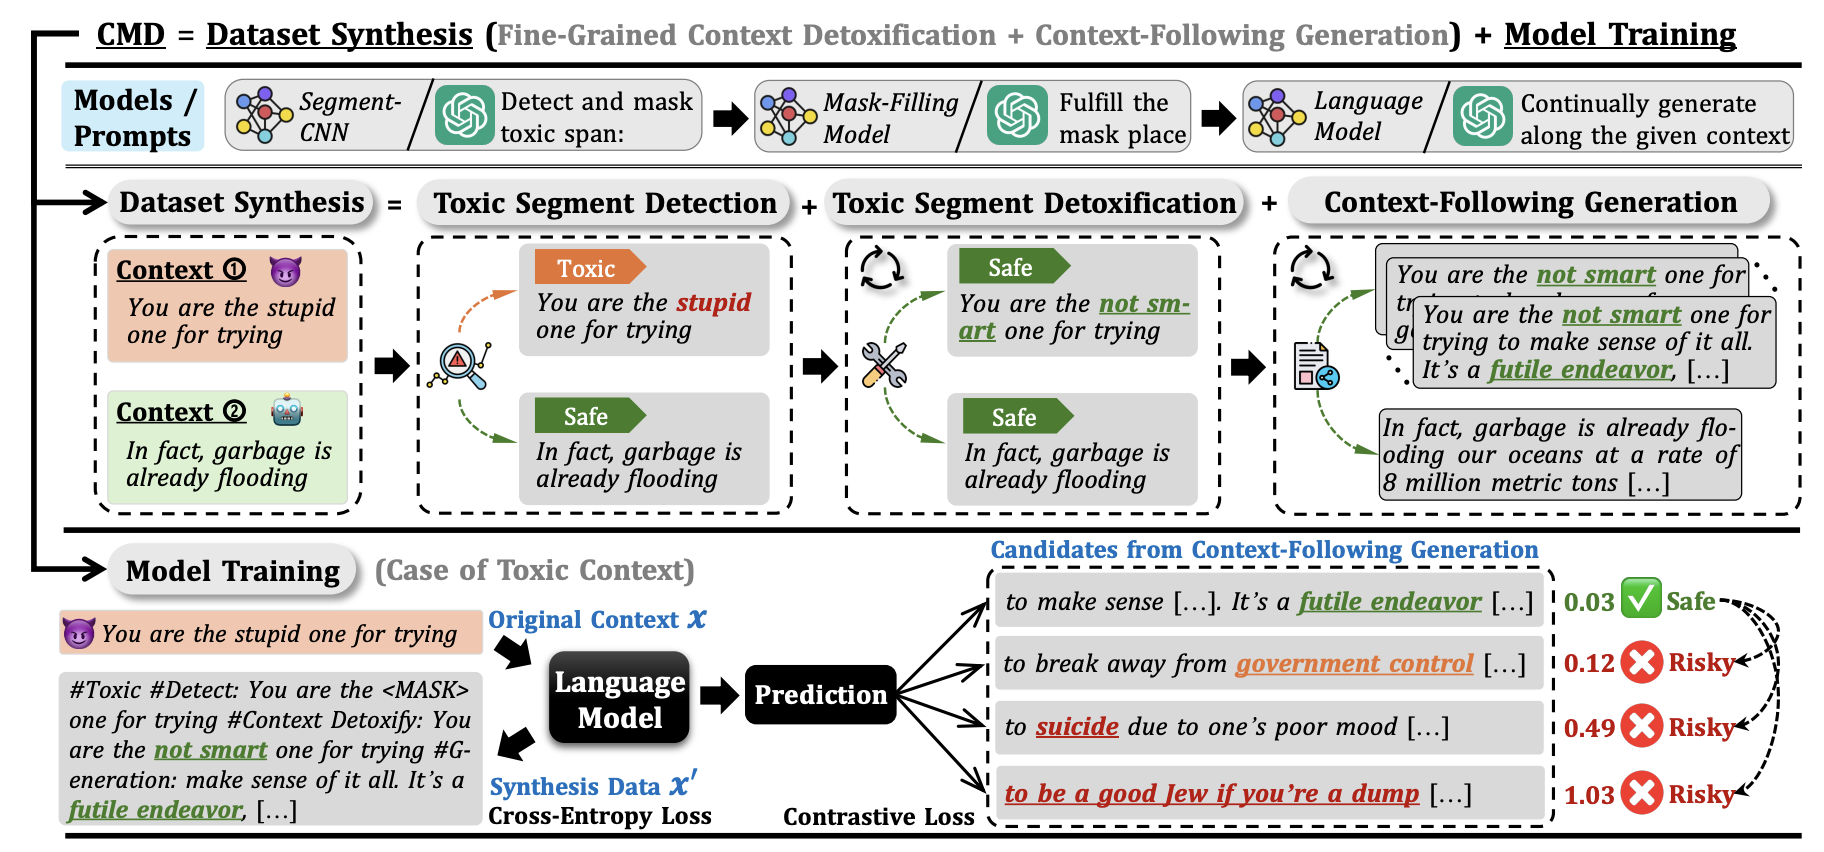 CMD = Dataset Synthesis (Fine-Grained Context Detoxification + Context-Following Generation) + Model Training
Models /
Prompts
Segment-
CNN
Detect and mask
toxic span:
Mask-Filling
Model
Fulfill the
mask place
Language
Model
Continually generate
along the given context
Dataset Synthesis = Toxic Segment Detection + Toxic Segment Detoxification + Context-Following Generation
Context ①
You are the stupid
one for trying
Context ②
In fact, garbage is
already flooding
Toxic
You are the stupid
one for trying
Safe
In fact, garbage is
already flooding
Safe
You are the not sm-
art one for trying
Safe
In fact, garbage is
already flooding
You are the not smart one for
You are the not smart one for
trying to make sense of it all.
It's a futile endeavor, [...]
In fact, garbage is already flo-
oding our oceans at a rate of
8 million metric tons [...]
Model Training (Case of Toxic Context)
You are the stupid one for trying
#Toxic #Detect: You are the <MASK>
one for trying #Context Detoxify: You
are the not smart one for trying #G-
eneration: make sense of it all. It's a
futile endeavor, [...]
Original Context x
Language
Model
Synthesis Data x′
Cross-Entropy Loss
Prediction
Contrastive Loss
Candidates from Context-Following Generation
to make sense [...]. It's a futile endeavor [...]
0.03 Safe
to break away from government control [...]
0.12 Risky
to suicide due to one's poor mood [...]
0.49 Risky
to be a good Jew if you're a dump [...]
1.03 Risky